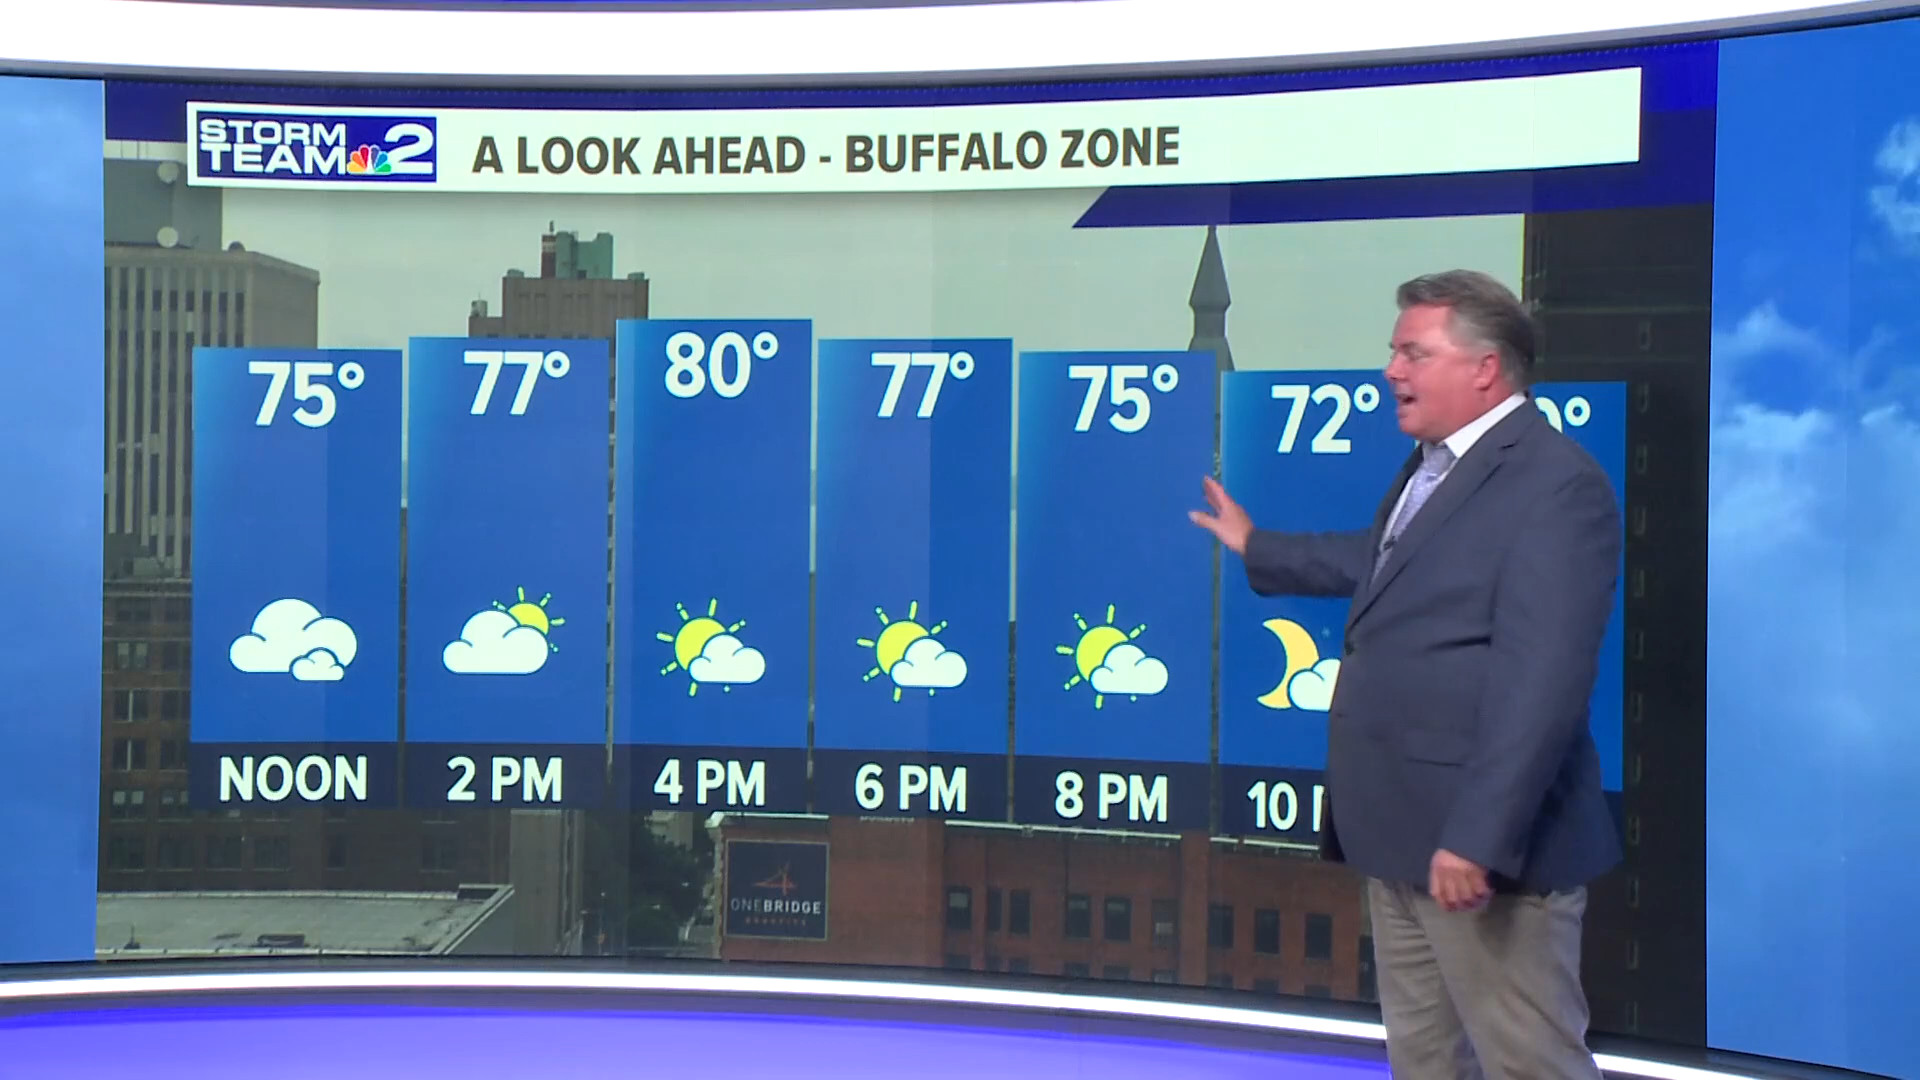 STORM
TEAM 2
A LOOK AHEAD - BUFFALO ZONE
75° 77° 80° 77° 75° 72°
NOON 2 PM 4 PM 6 PM 8 PM 10
ONEBRIDGE